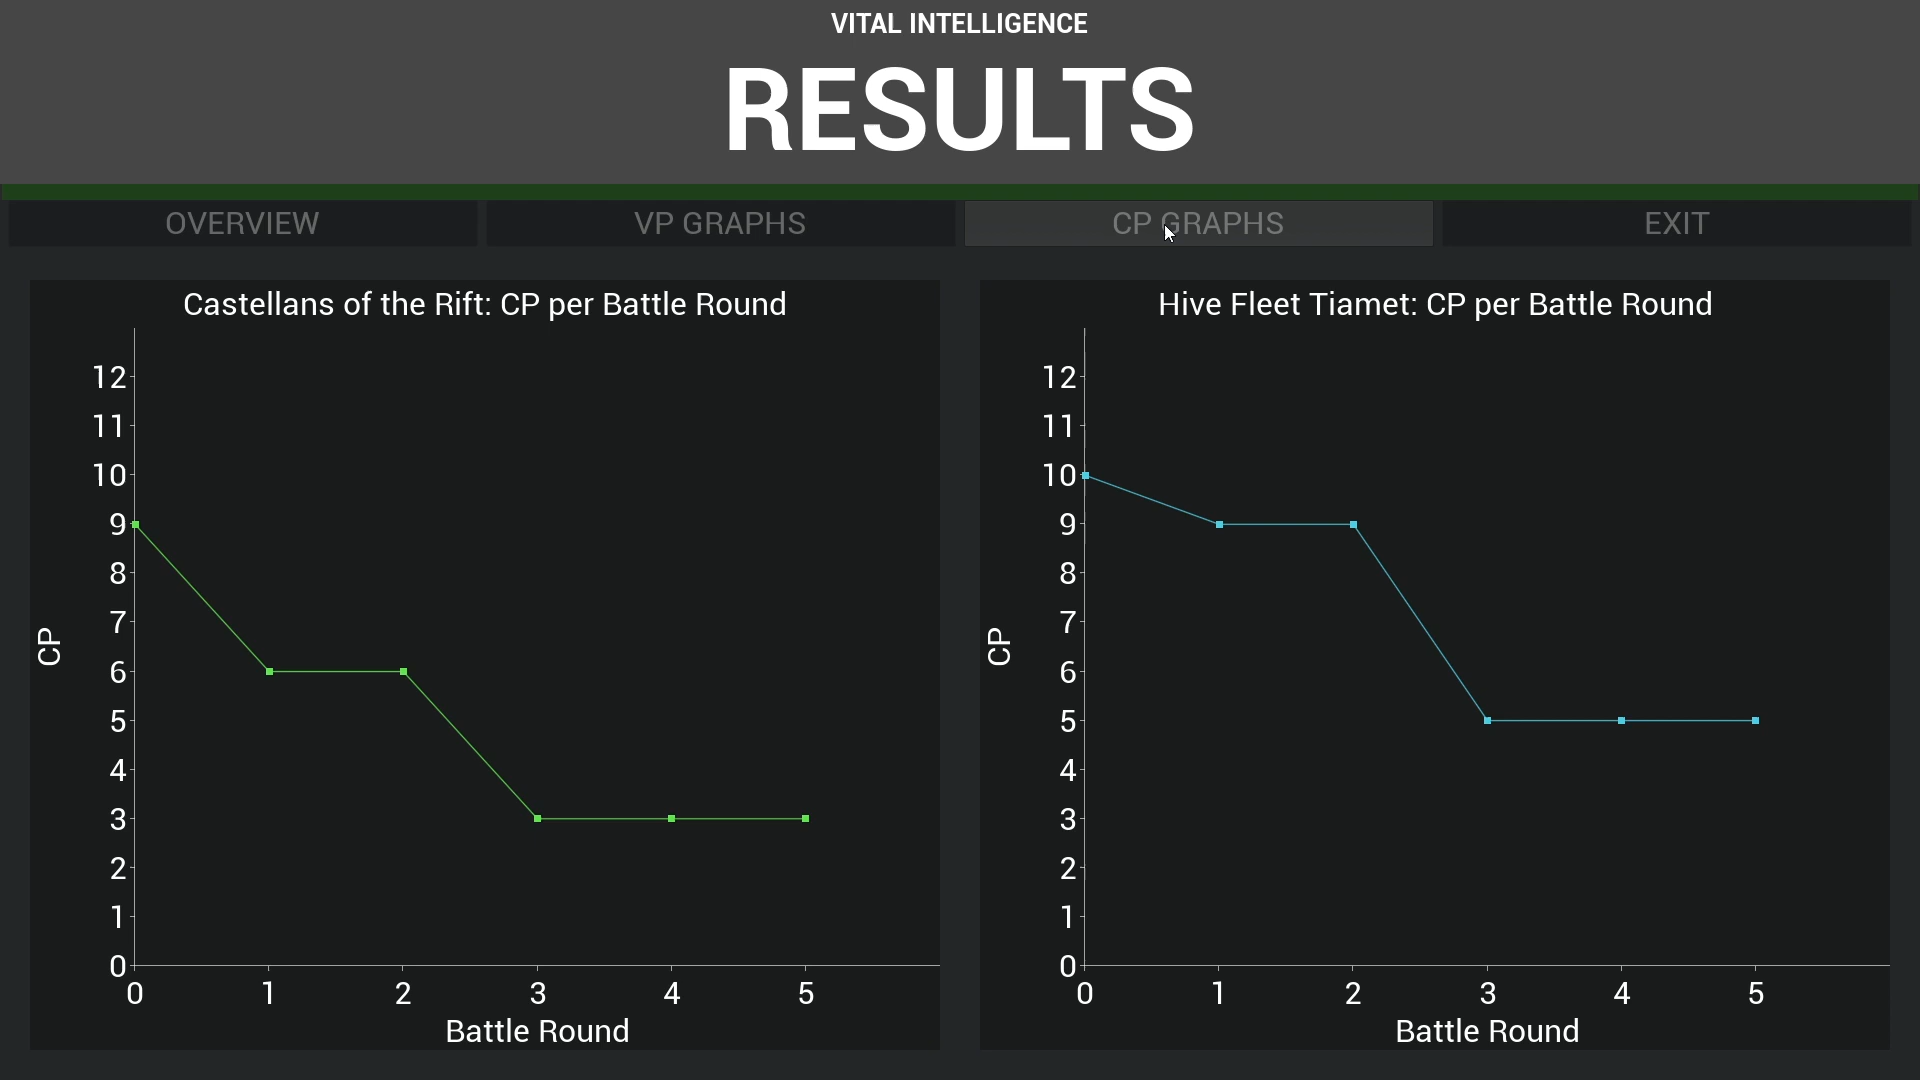 VITAL INTELLIGENCE
RESULTS
OVERVIEW
VP GRAPHS
CP GRAPHS
EXIT
Castellans of the Rift: CP per Battle Round
12
11
10
9
8
7
6
5
4
3
2
1
0
CP
0 1 2 3 4 5
Battle Round
Hive Fleet Tiamet: CP per Battle Round
12
11
10
9
8
7
6
5
4
3
2
1
0
CP
0 1 2 3 4 5
Battle Round